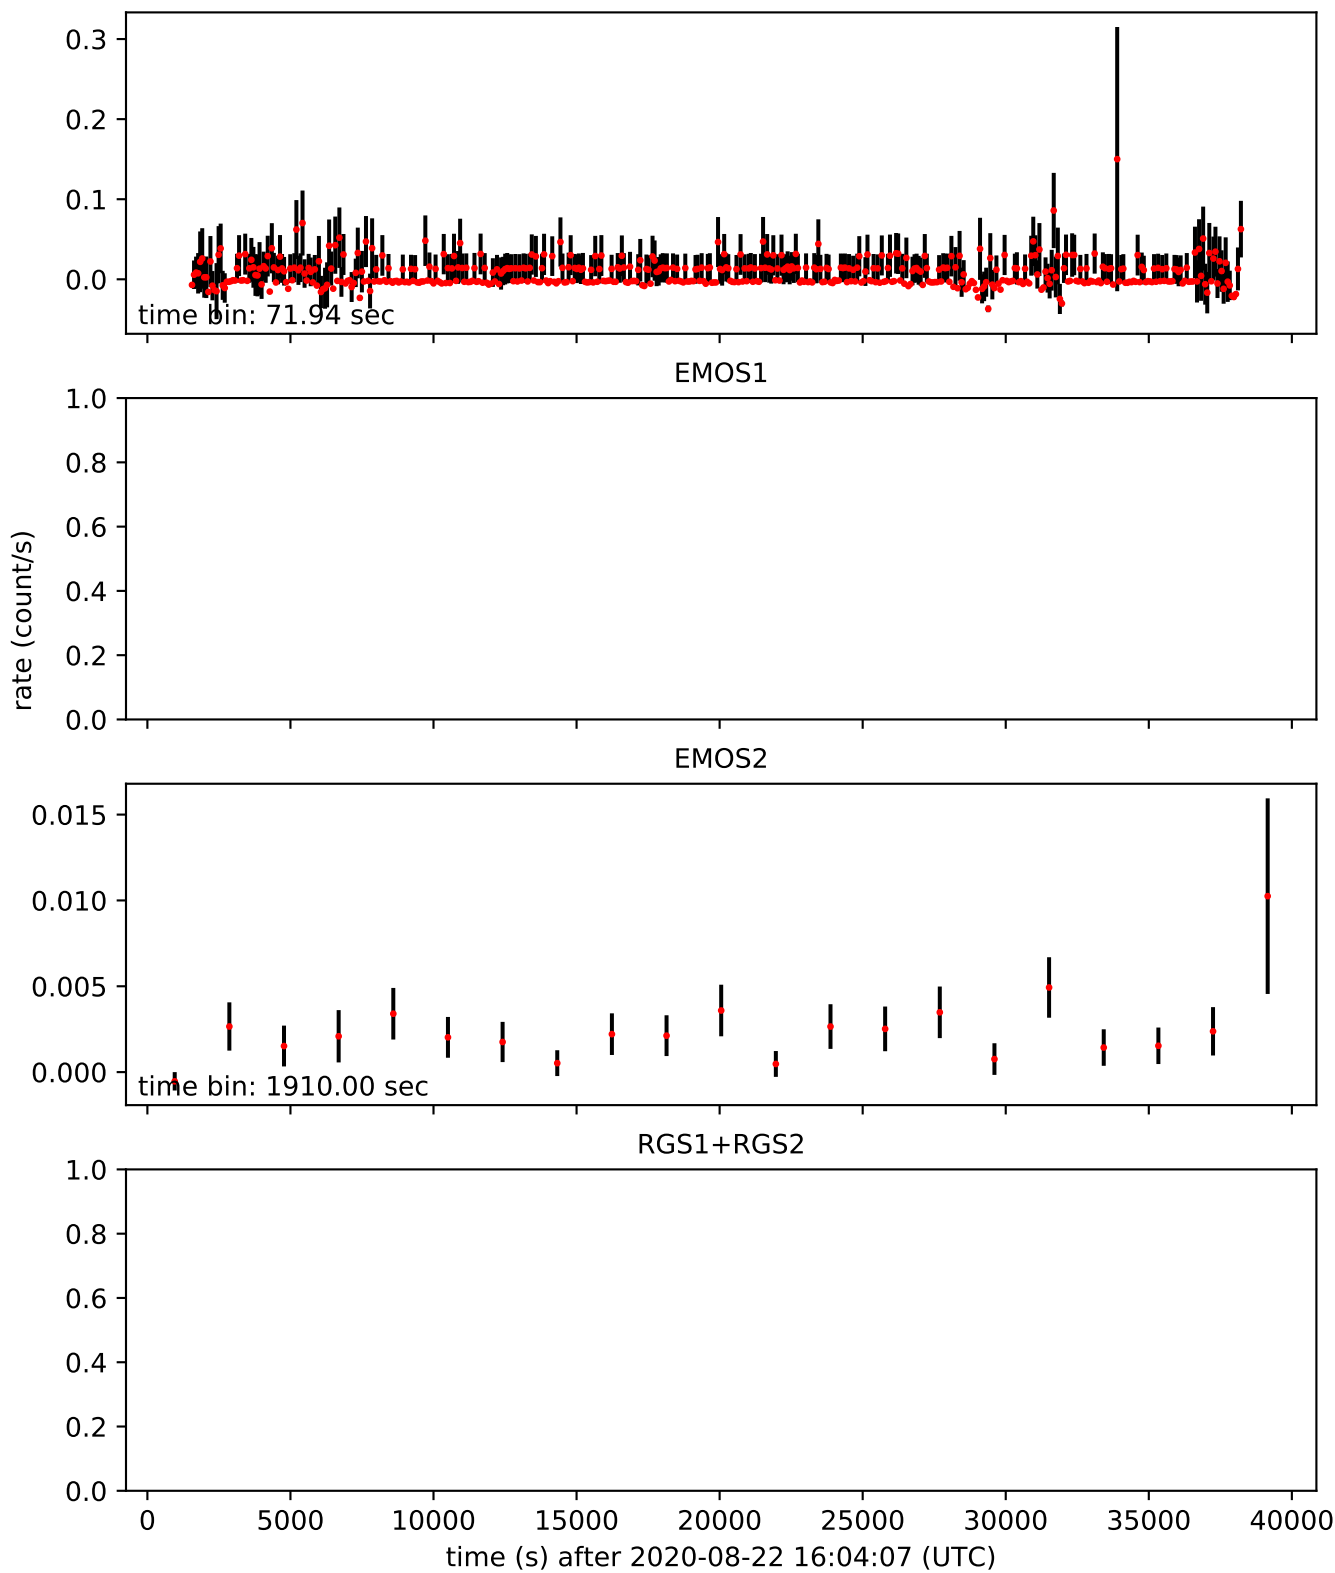 0.3
0.2
0.1
0.0
time bin: 71.94 sec
EMOS1
1.0
0.8
0.6
0.4
0.2
0.0
rate (count/s)
EMOS2
0.015
0.010
0.005
0.000
time bin: 1910.00 sec
RGS1+RGS2
1.0
0.8
0.6
0.4
0.2
0.0
0 5000 10000 15000 20000 25000 30000 35000 40000
time (s) after 2020-08-22 16:04:07 (UTC)